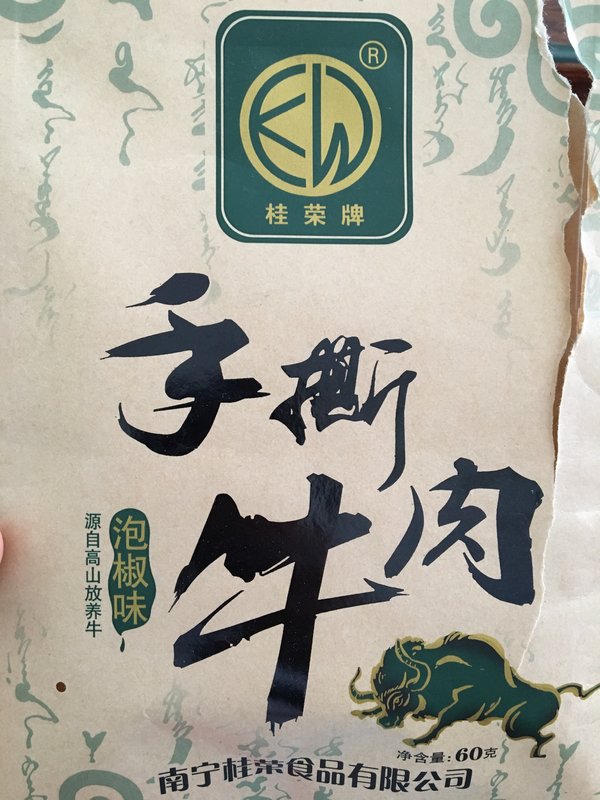 ®
桂荣牌
手撕
牛肉
泡椒味
源自高山放养牛
净含量：60克
南宁桂荣食品有限公司